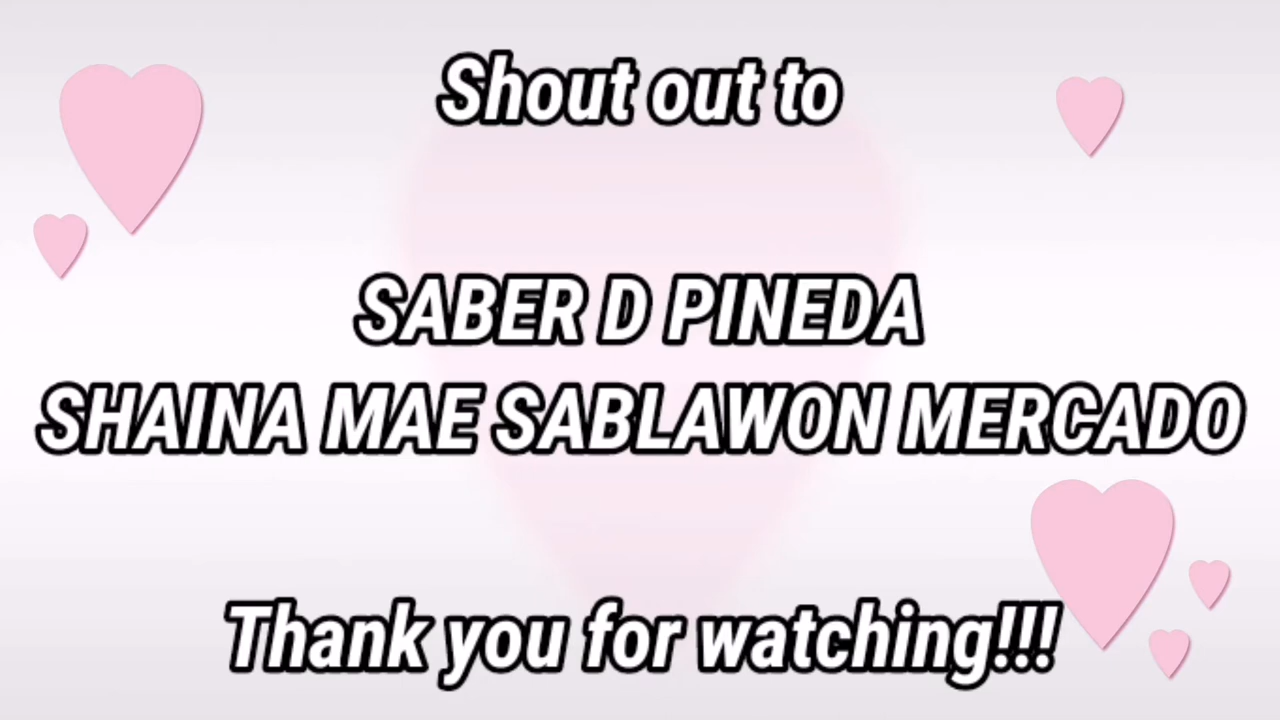 Shout out to
SABER D PINEDA
SHAINA MAE SABLAWON MERCADO
Thank you for watching!!!